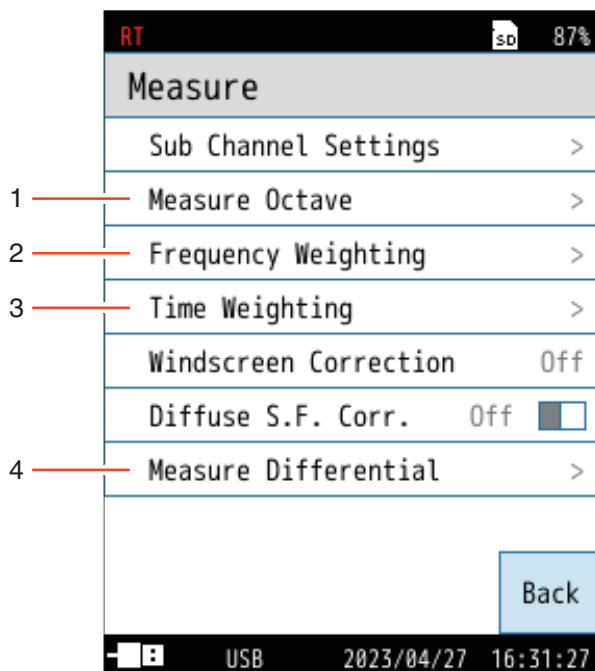 RT SD 87%
Measure
Sub Channel Settings >
1 Measure Octave >
2 Frequency Weighting >
3 Time Weighting >
Windscreen Correction Off
Diffuse S.F. Corr. Off
4 Measure Differential >
Back
USB 2023/04/27 16:31:27